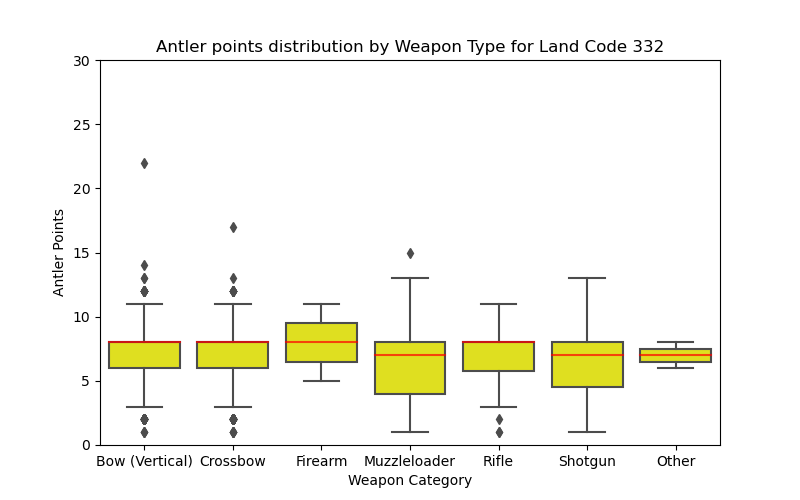 Antler points distribution by Weapon Type for Land Code 332
30
25
20
15
10
5
0
Antler Points
Bow (Vertical) Crossbow Firearm Muzzleloader Rifle Shotgun Other
Weapon Category